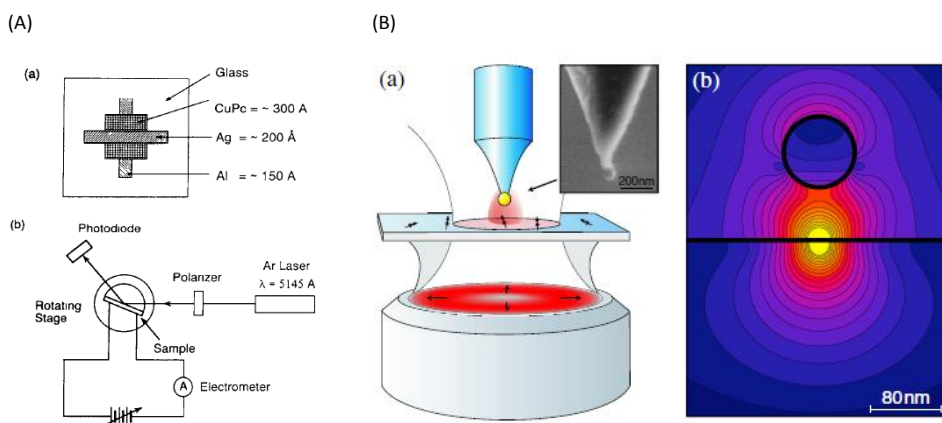 (A)
(a)
Glass
CuPc = ~ 300 A
Ag = ~ 200 Å
Al = ~ 150 A
(b)
Photodiode
Polarizer
Ar Laser
λ = 5145 A
Rotating
Stage
Sample
A
Electrometer
(B)
(a)
200nm
(b)
80nm